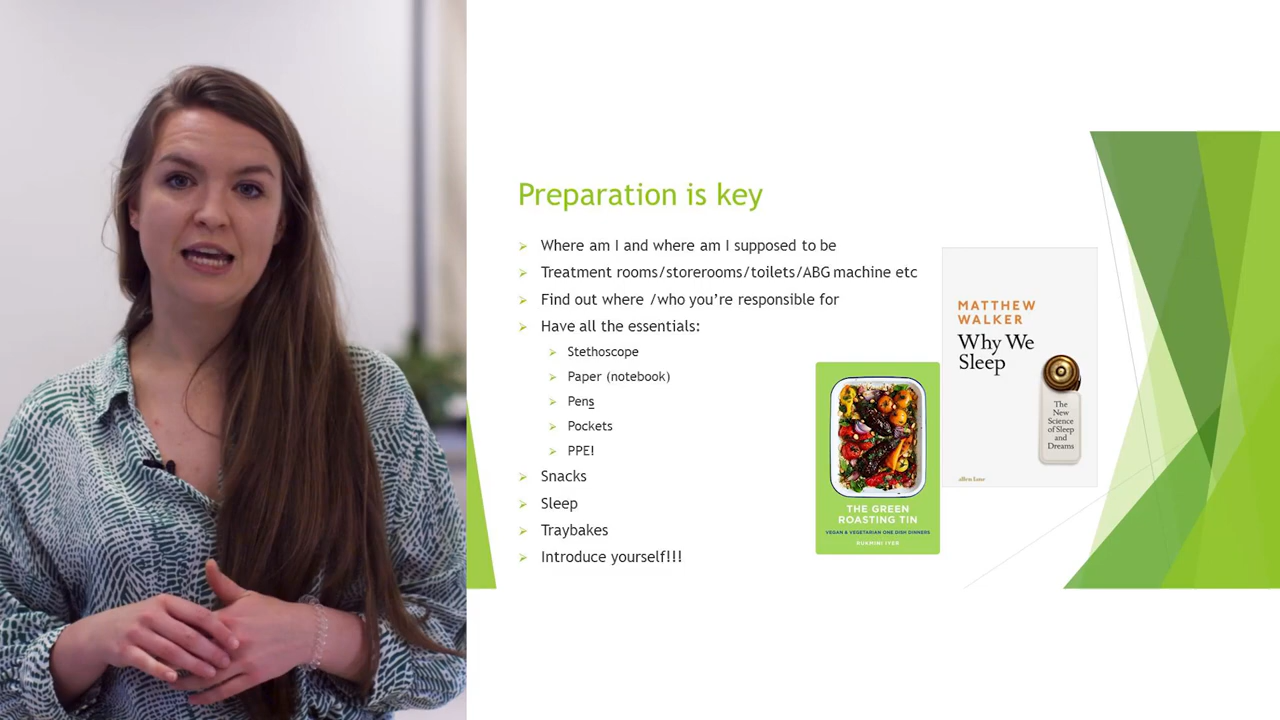 Preparation is key
Where am I and where am I supposed to be
Treatment rooms/storerooms/toilets/ABG machine etc
Find out where /who you're responsible for
Have all the essentials:
Stethoscope
Paper (notebook)
Pens
Pockets
PPE!
Snacks
Sleep
Traybakes
Introduce yourself!!!
THE GREEN
ROASTING TIN
VEGAN & VEGETARIAN ONE DISH DINNERS
RUKMINI IYER
MATTHEW
WALKER
Why We
Sleep
The
New
Science
of Sleep
and
Dreams
allen lane